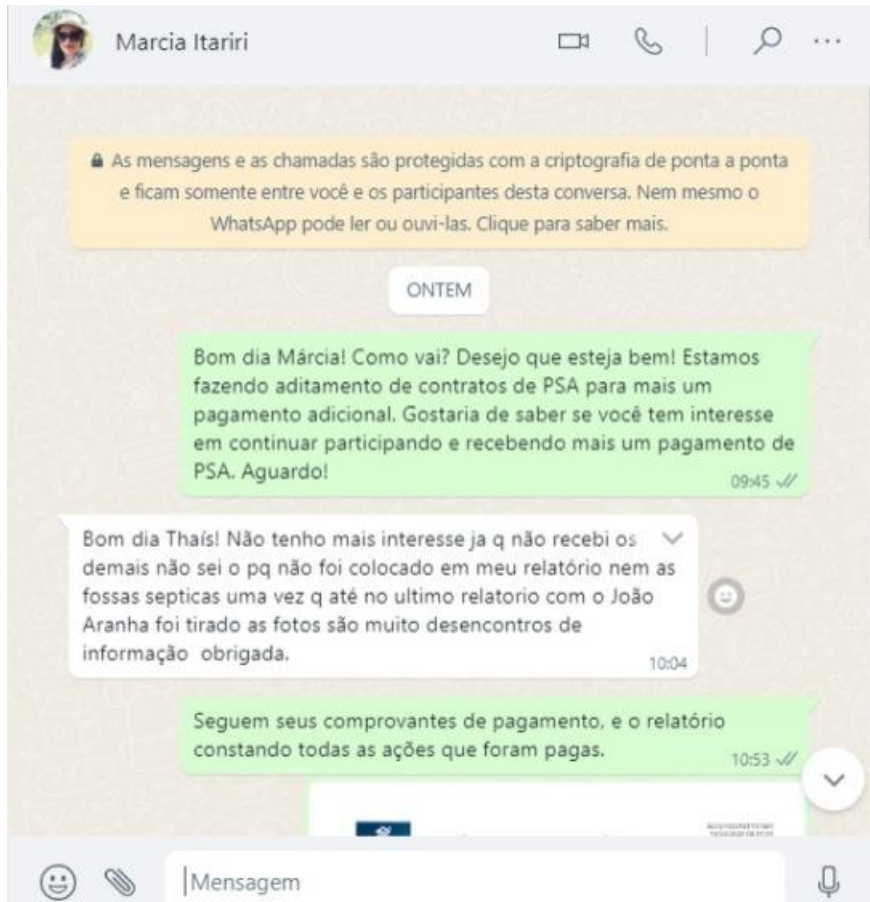 Marcia Itariri
As mensagens e as chamadas são protegidas com a criptografia de ponta a ponta
e ficam somente entre você e os participantes desta conversa. Nem mesmo o
WhatsApp pode ler ou ouvi-las. Clique para saber mais.
ONTEM
Bom dia Márcia! Como vai? Desejo que esteja bem! Estamos
fazendo aditamento de contratos de PSA para mais um
pagamento adicional. Gostaria de saber se você tem interesse
em continuar participando e recebendo mais um pagamento de
PSA. Aguardo!
09:45
Bom dia Thaís! Não tenho mais interesse ja q não recebi os
demais não sei o pq não foi colocado em meu relatório nem as
fossas septicas uma vez q até no ultimo relatorio com o João
Aranha foi tirado as fotos são muito desencontros de
informação obrigada.
10:04
Seguem seus comprovantes de pagamento, e o relatório
constando todas as ações que foram pagas.
10:53
Mensagem